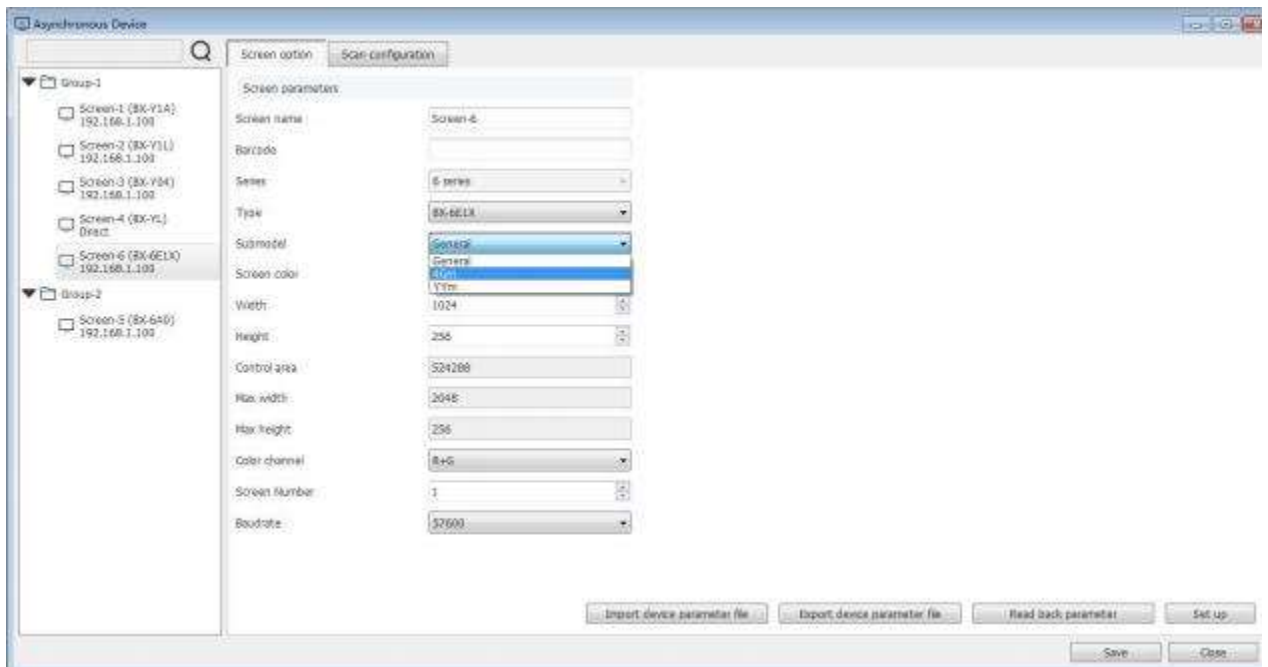 Asynchronous Device
Screen option
Scan configuration
Group-1
Screen-1 (BX-Y1A)
192.168.1.100
Screen-2 (BX-Y1L)
192.168.1.100
Screen-3 (BX-Y04)
192.168.1.100
Screen-4 (BX-YL)
Direct
Screen-6 (BX-6E1X)
192.168.1.100
Group-2
Screen-5 (BX-6A0)
192.168.1.100
Screen parameters
Screen name Screen-6
Barcode
Series 6 series
Type BX-6E1X
Submodel General
General
YYm
Screen color
Width 1024
Height 256
Control area 524288
Max width 2048
Max height 256
Color channel R+G
Screen Number 1
Baudrate 57600
Import device parameter file
Export device parameter file
Read back parameter
Set up
Save
Close